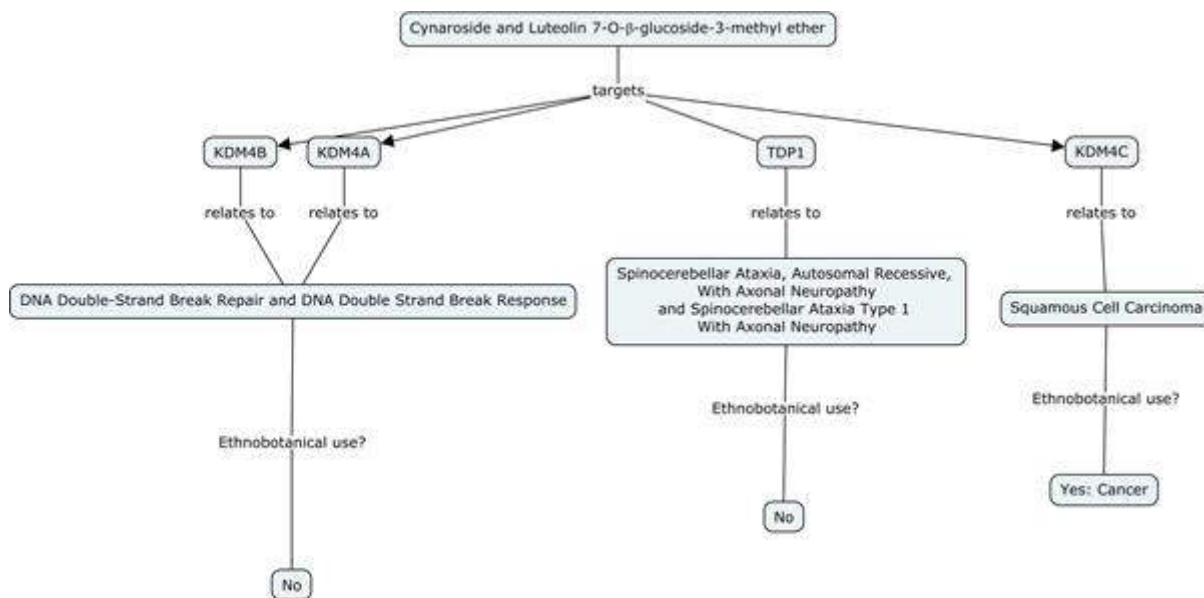 Cynaroside and Luteolin 7-O-β-glucoside-3-methyl ether
targets
KDM4B
KDM4A
TDP1
KDM4C
relates to
relates to
relates to
relates to
DNA Double-Strand Break Repair and DNA Double Strand Break Response
Spinocerebellar Ataxia, Autosomal Recessive,
With Axonal Neuropathy
and Spinocerebellar Ataxia Type 1
With Axonal Neuropathy
Squamous Cell Carcinoma
Ethnobotanical use?
Ethnobotanical use?
Ethnobotanical use?
No
No
Yes: Cancer